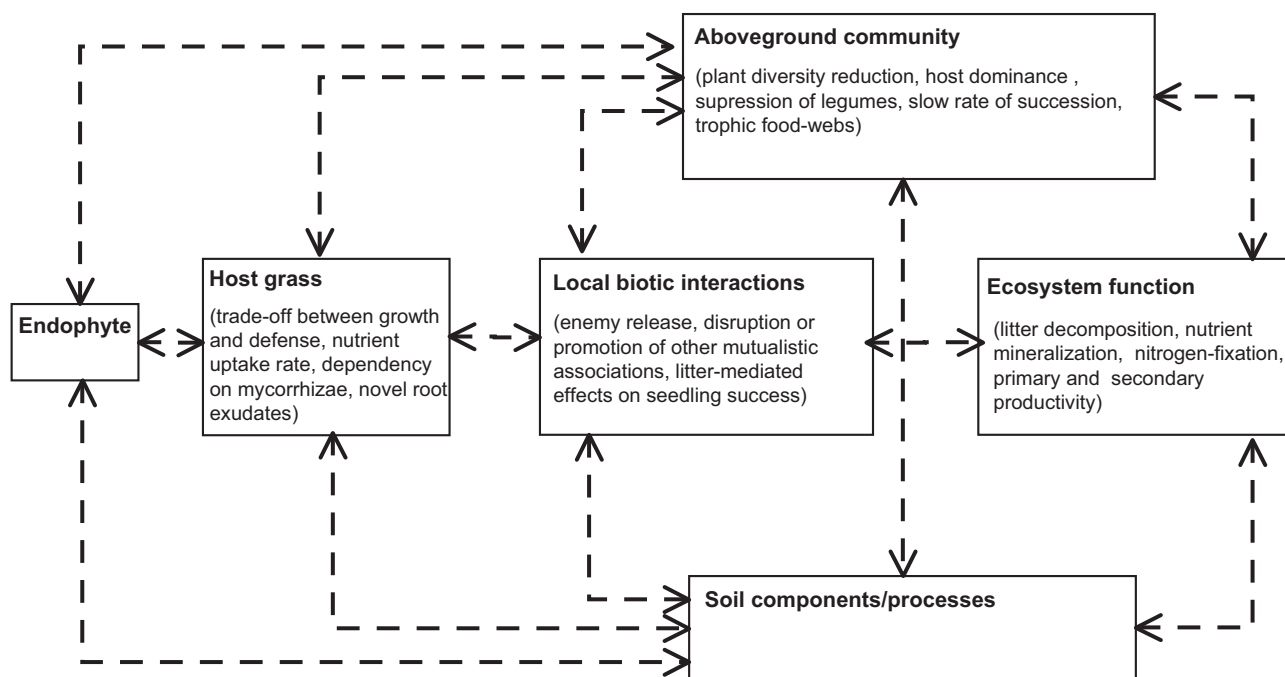 Aboveground community
(plant diversity reduction, host dominance ,
supression of legumes, slow rate of succession,
trophic food-webs)
Endophyte
Host grass
(trade-off between growth
and defense, nutrient
uptake rate, dependency
on mycorrhizae, novel root
exudates)
Local biotic interactions
(enemy release, disruption or
promotion of other mutualistic
associations, litter-mediated
effects on seedling success)
Ecosystem function
(litter decomposition, nutrient
mineralization, nitrogen-fixation,
primary and secondary
productivity)
Soil components/processes